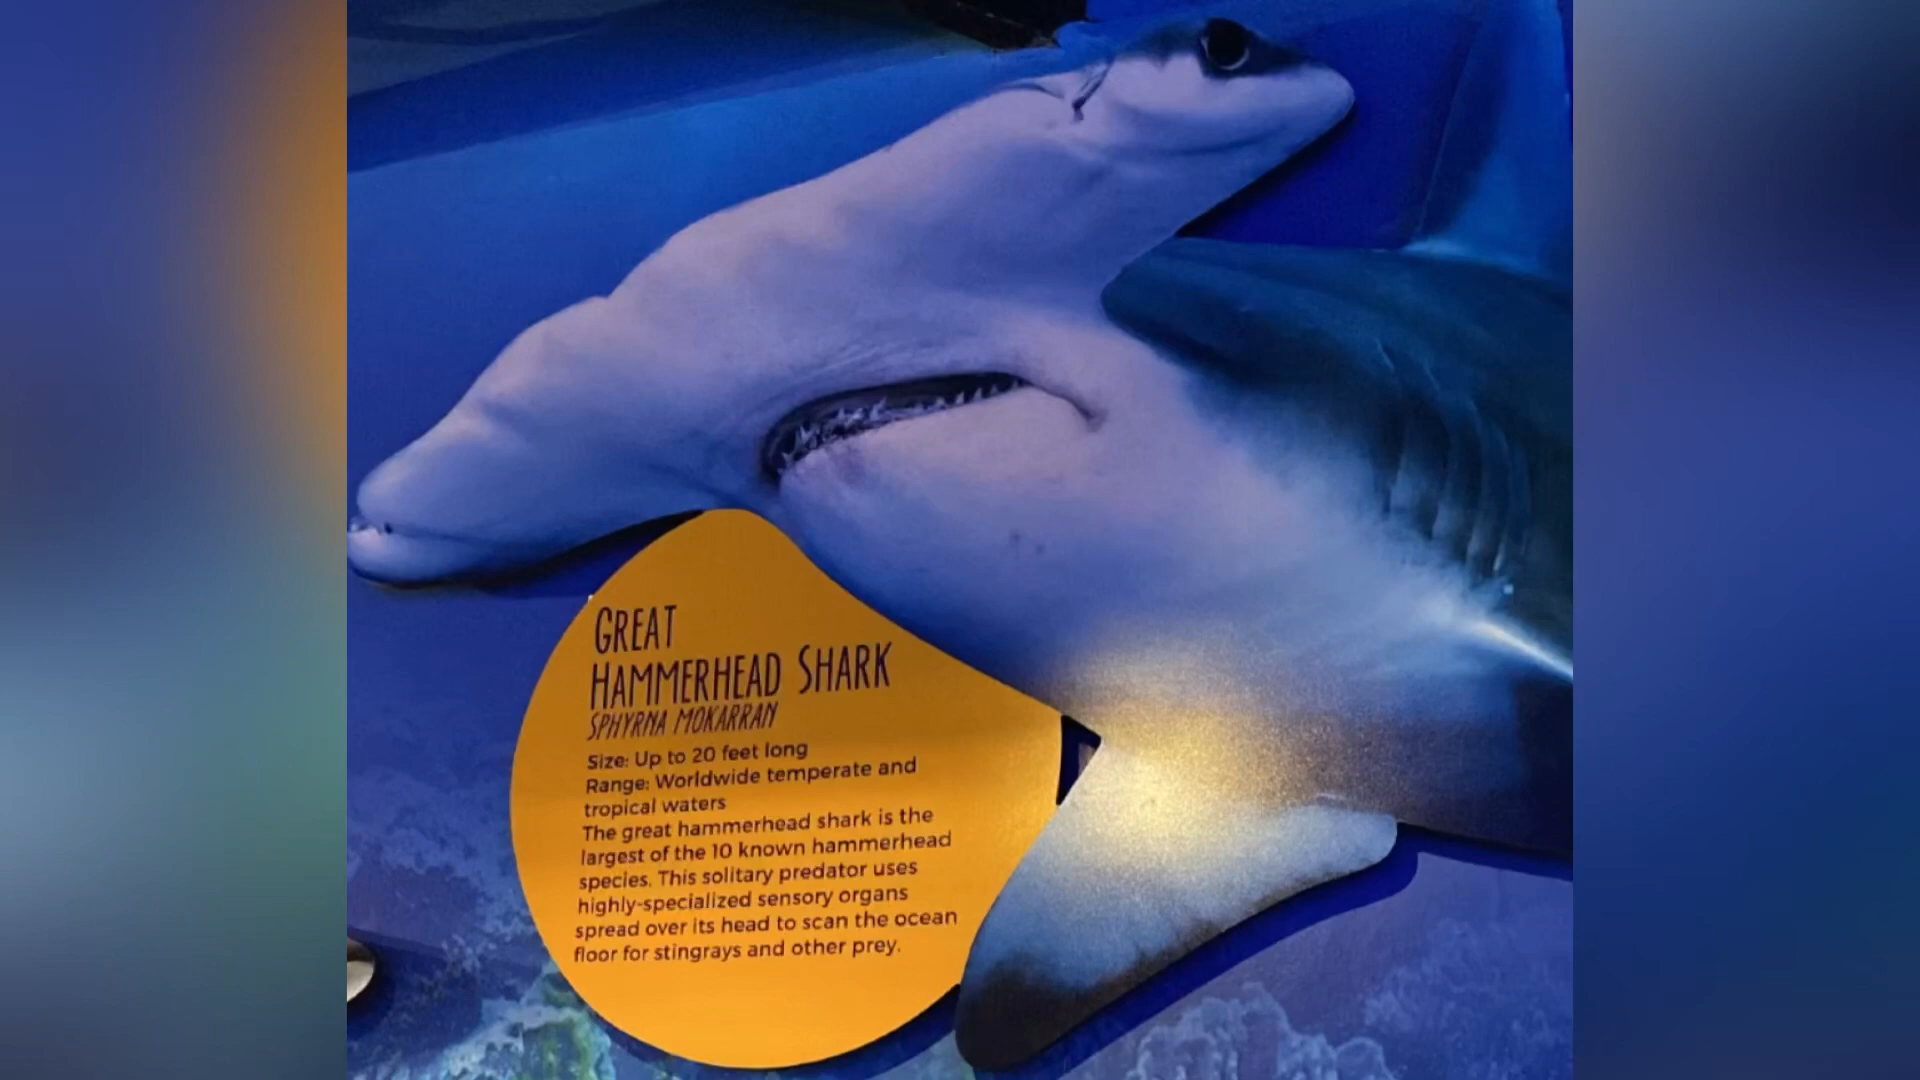 GREAT
HAMMERHEAD SHARK
SPHYRNA MOKARRAN
Size: Up to 20 feet long
Range: Worldwide temperate and
tropical waters
The great hammerhead shark is the
largest of the 10 known hammerhead
species. This solitary predator uses
highly-specialized sensory organs
spread over its head to scan the ocean
floor for stingrays and other prey.